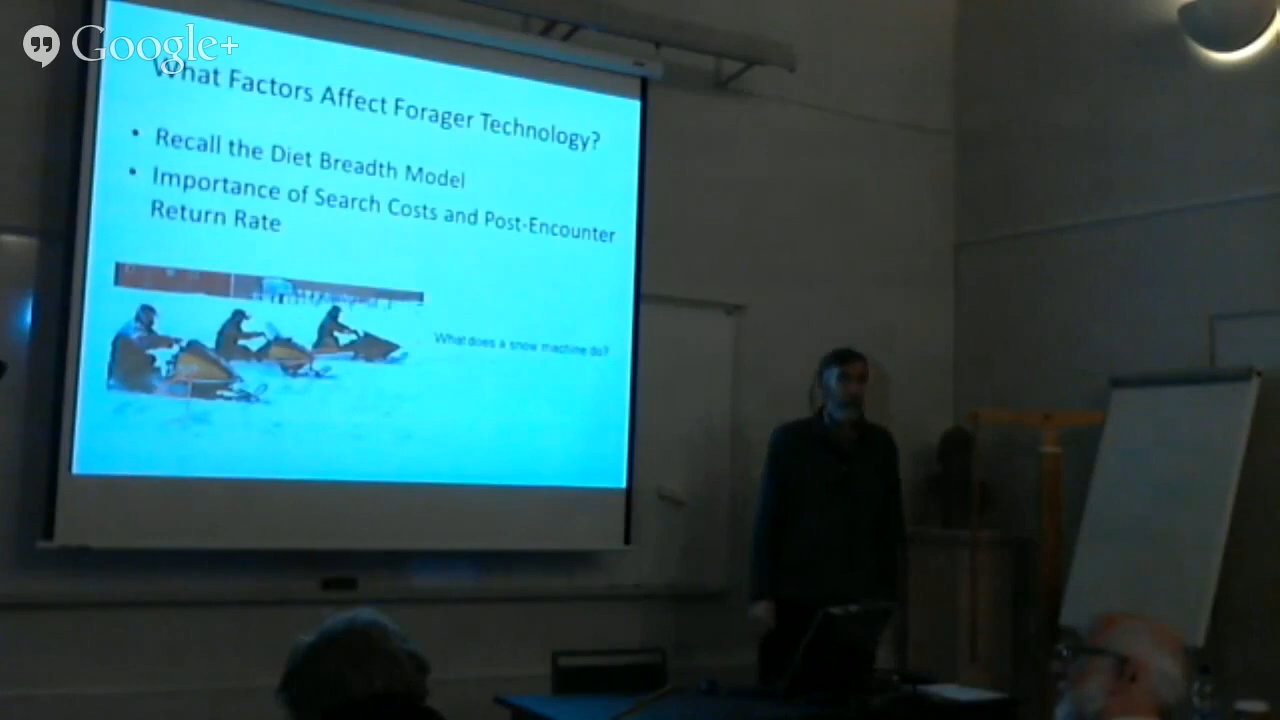 Google+
What Factors Affect Forager Technology?
• Recall the Diet Breadth Model
• Importance of Search Costs and Post-Encounter
Return Rate
What does a snow machine do?